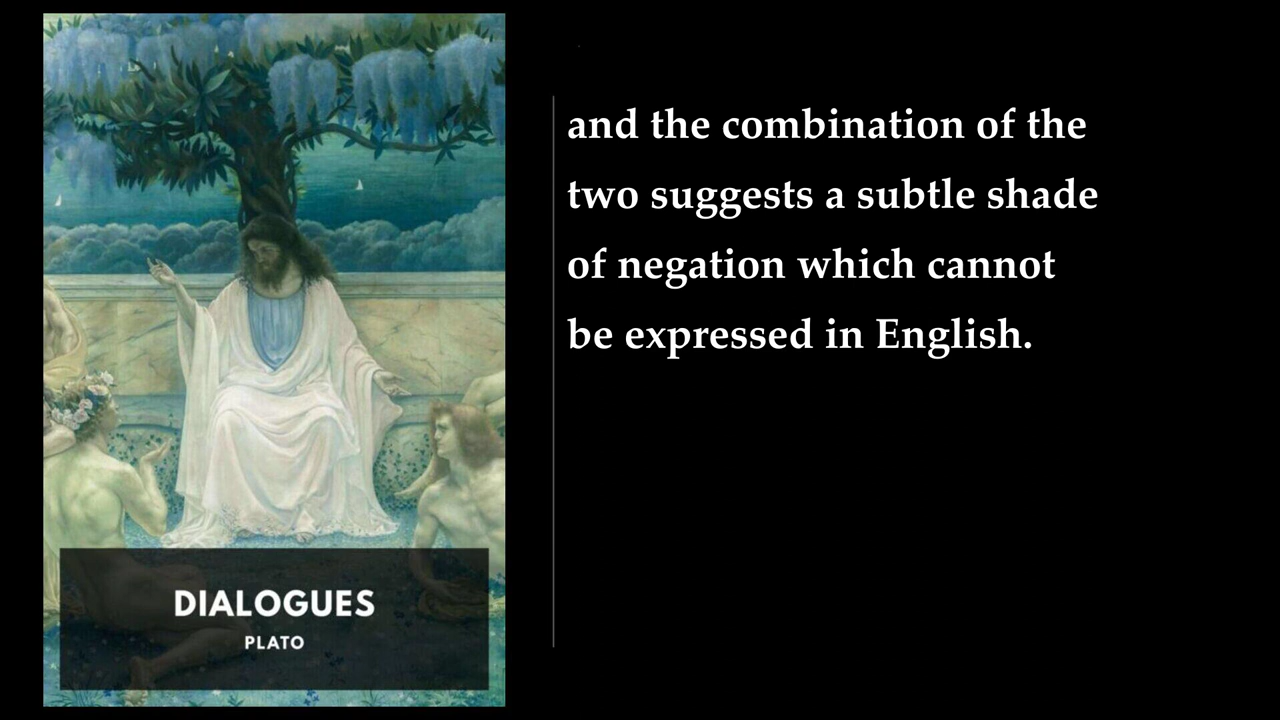 DIALOGUES
PLATO
and the combination of the
two suggests a subtle shade
of negation which cannot
be expressed in English.